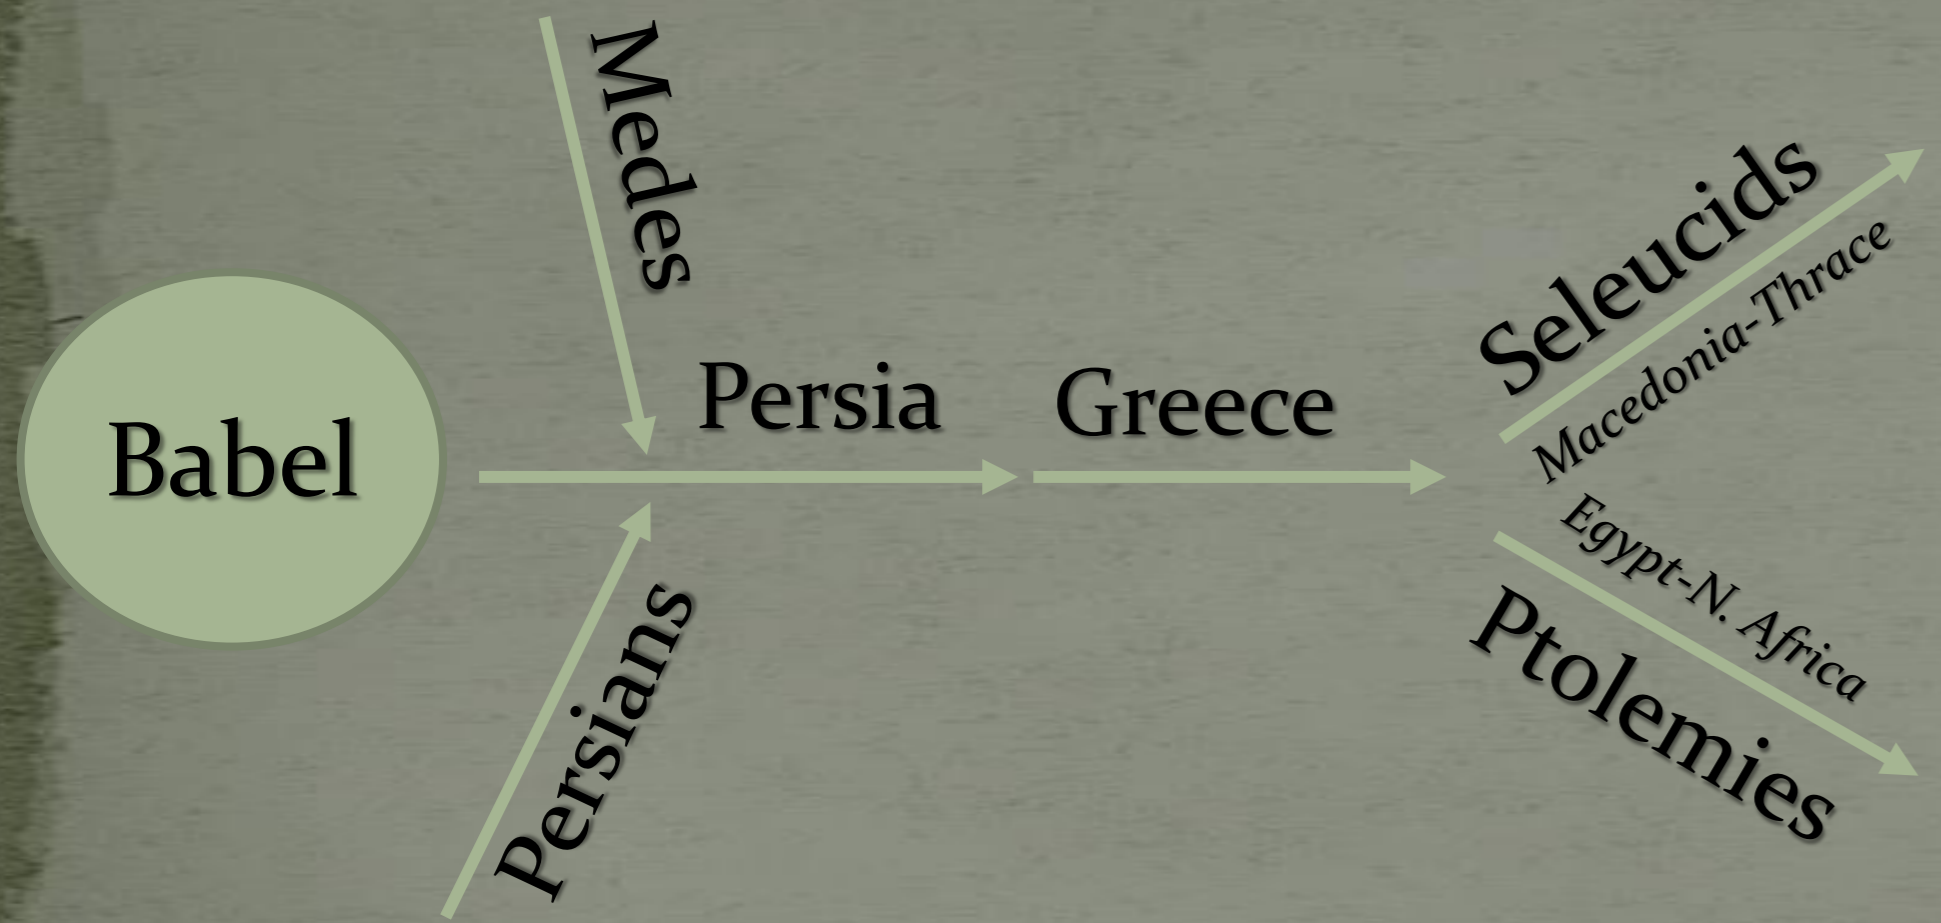 Babel
Medes
Persians
Persia
Greece
Seleucids
Macedonia-Thrace
Egypt-N. Africa
Ptolemies